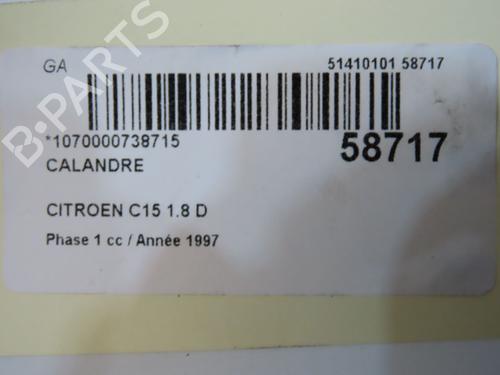 GA
51410101 58717
*1070000738715
58717
CALANDRE
CITROEN C15 1.8 D
Phase 1 cc / Année 1997
B-PARTS